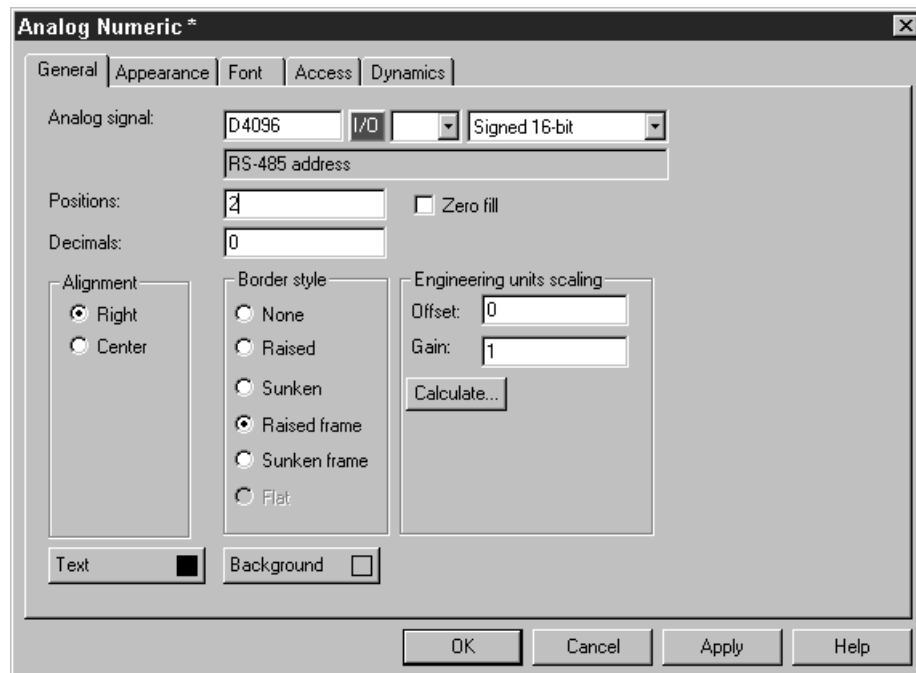 Analog Numeric *
General Appearance Font Access Dynamics
Analog signal: D4096 I/O Signed 16-bit
RS-485 address
Positions: 2 Zero fill
Decimals: 0
Alignment Border style Engineering units scaling
Right None Offset: 0
Center Raised Gain: 1
Sunken Calculate...
Raised frame
Sunken frame
Flat
Text Background
OK Cancel Apply Help